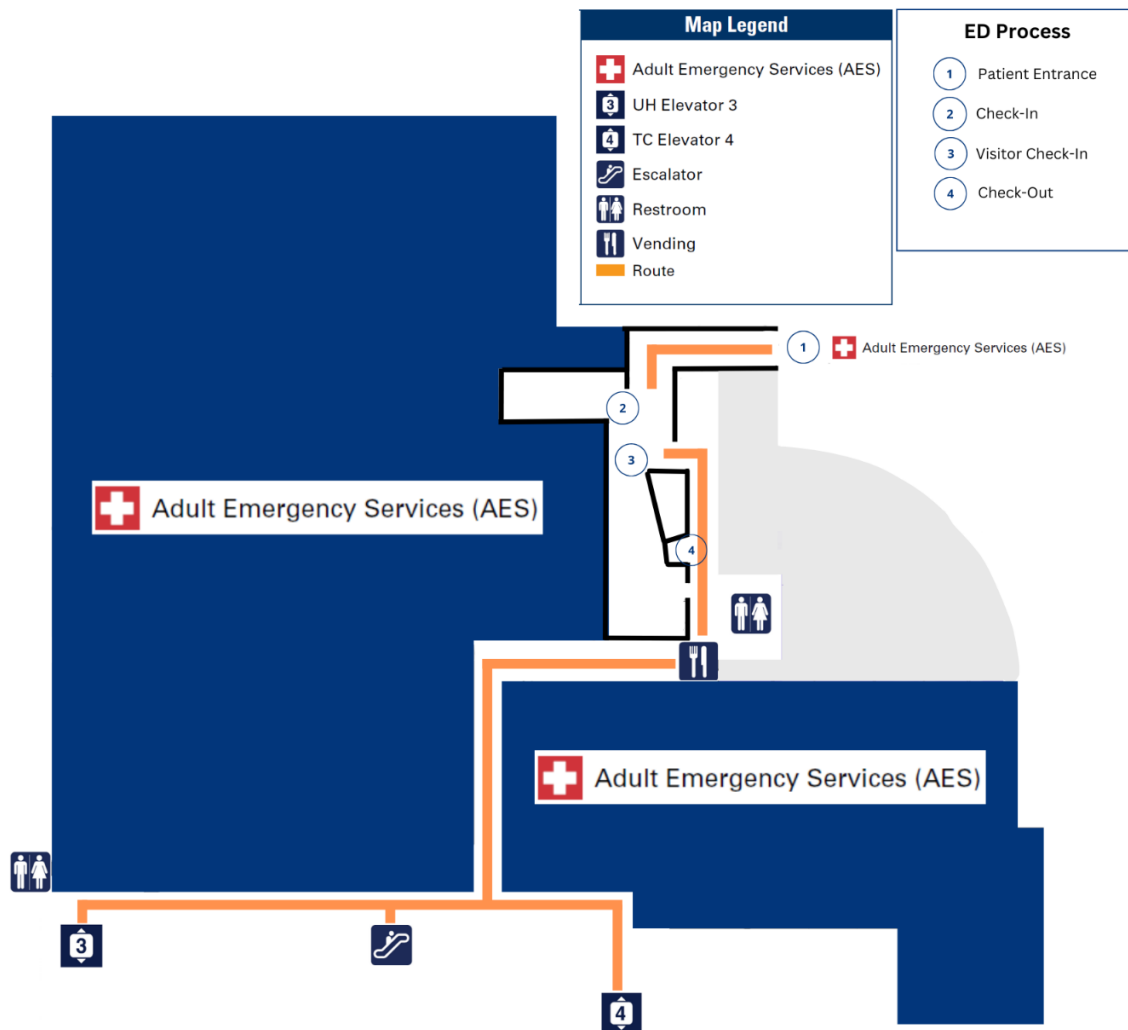 Map Legend
Adult Emergency Services (AES)
3 UH Elevator 3
4 TC Elevator 4
Escalator
Restroom
Vending
Route
ED Process
1 Patient Entrance
2 Check-In
3 Visitor Check-In
4 Check-Out
1 Adult Emergency Services (AES)
2
3
Adult Emergency Services (AES)
4
Adult Emergency Services (AES)
3
4